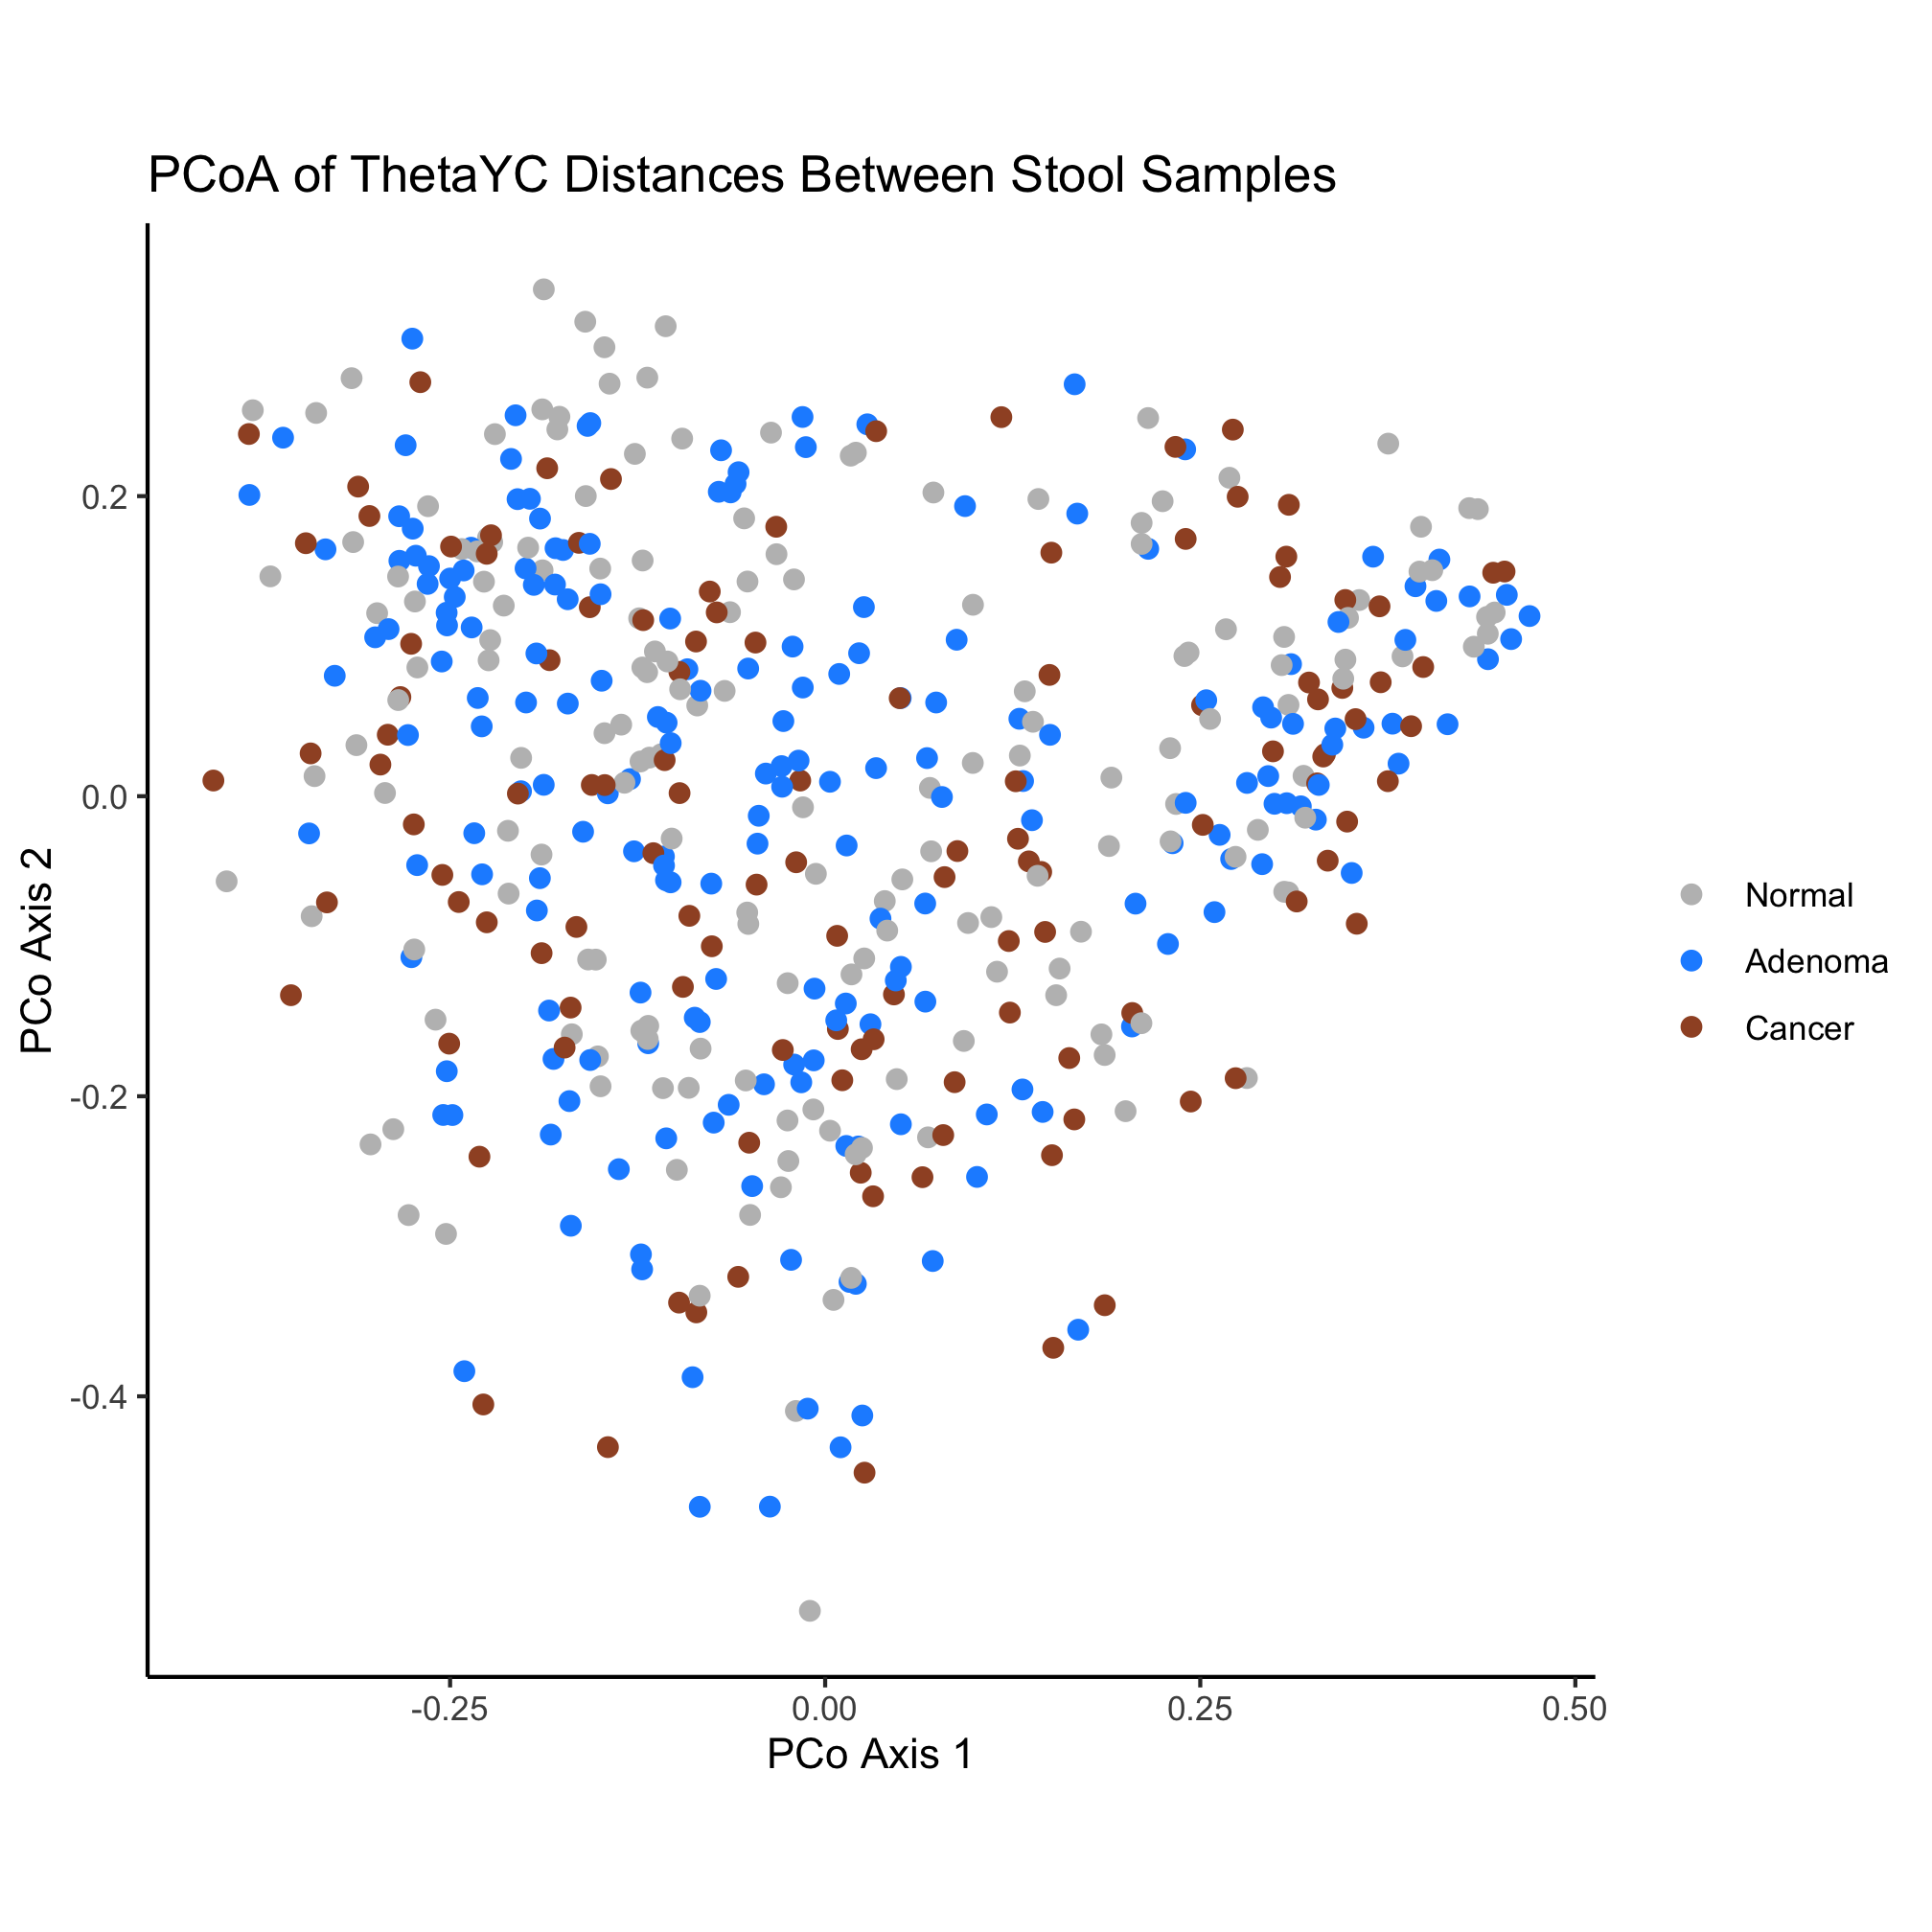 PCoA of ThetaYC Distances Between Stool Samples
PCo Axis 2
0.2
0.0
-0.2
-0.4
-0.25
0.00
0.25
0.50
PCo Axis 1
Normal
Adenoma
Cancer